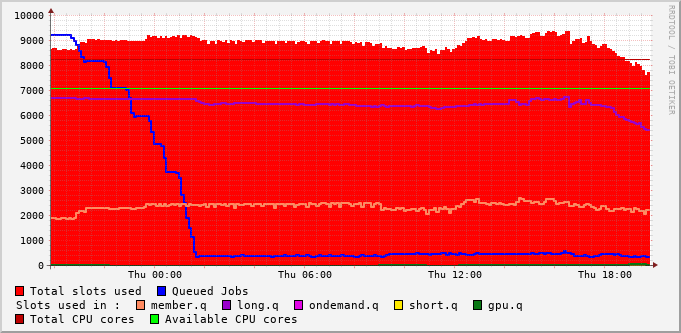 10000
9000
8000
7000
6000
5000
4000
3000
2000
1000
0
Thu 00:00 Thu 06:00 Thu 12:00 Thu 18:00
RRDTOOL / TOBI OETIKER
Total slots used Queued Jobs
Slots used in : member.q long.q ondemand.q short.q gpu.q
Total CPU cores Available CPU cores